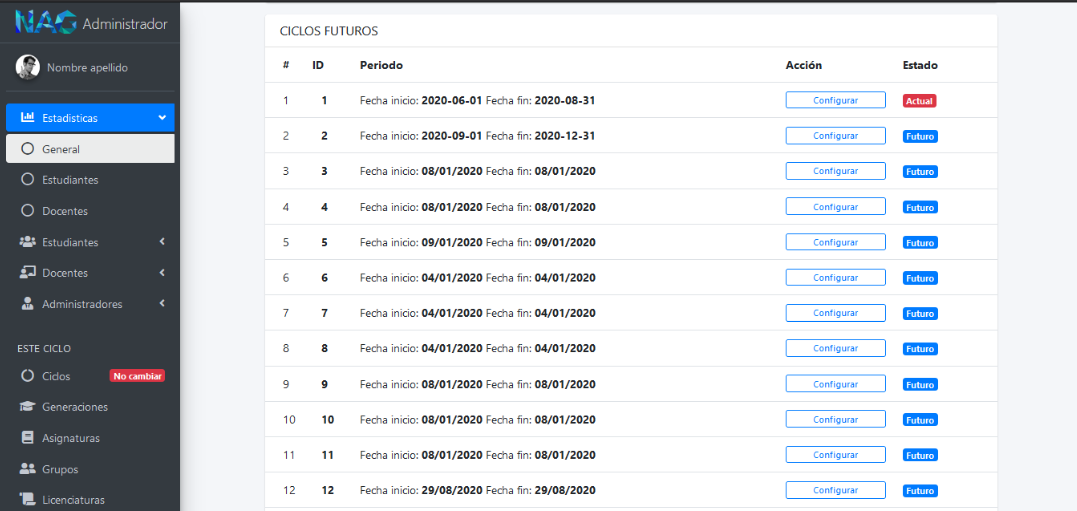 NAG Administrador
Nombre apellido
Estadisticas
General
Estudiantes
Docentes
Estudiantes
Docentes
Administradores
ESTE CICLO
Ciclos No cambiar
Generaciones
Asignaturas
Grupos
Licenciaturas
CICLOS FUTUROS
# ID Periodo Acción Estado
1 1 Fecha inicio: 2020-06-01 Fecha fin: 2020-08-31 Configurar Actual
2 2 Fecha inicio: 2020-09-01 Fecha fin: 2020-12-31 Configurar Futuro
3 3 Fecha inicio: 08/01/2020 Fecha fin: 08/01/2020 Configurar Futuro
4 4 Fecha inicio: 08/01/2020 Fecha fin: 08/01/2020 Configurar Futuro
5 5 Fecha inicio: 09/01/2020 Fecha fin: 09/01/2020 Configurar Futuro
6 6 Fecha inicio: 04/01/2020 Fecha fin: 04/01/2020 Configurar Futuro
7 7 Fecha inicio: 04/01/2020 Fecha fin: 04/01/2020 Configurar Futuro
8 8 Fecha inicio: 04/01/2020 Fecha fin: 04/01/2020 Configurar Futuro
9 9 Fecha inicio: 08/01/2020 Fecha fin: 08/01/2020 Configurar Futuro
10 10 Fecha inicio: 08/01/2020 Fecha fin: 08/01/2020 Configurar Futuro
11 11 Fecha inicio: 08/01/2020 Fecha fin: 08/01/2020 Configurar Futuro
12 12 Fecha inicio: 29/08/2020 Fecha fin: 29/08/2020 Configurar Futuro